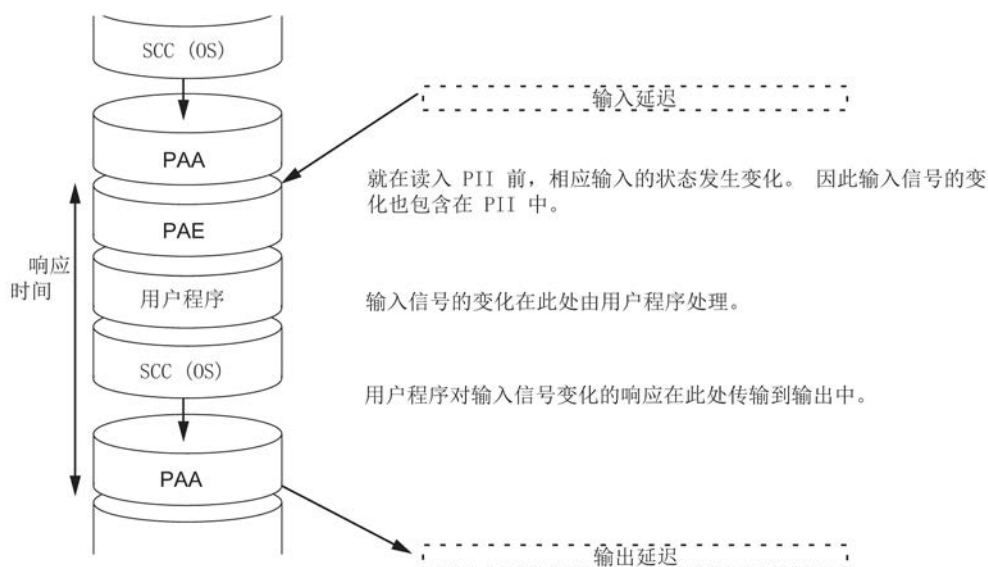 SCC (OS)
输入延迟
PAA
就在读入 PII 前，相应输入的状态发生变化。 因此输入信号的变
化也包含在 PII 中。
PAE
响应
时间
用户程序
输入信号的变化在此处由用户程序处理。
SCC (OS)
用户程序对输入信号变化的响应在此处传输到输出中。
PAA
输出延迟